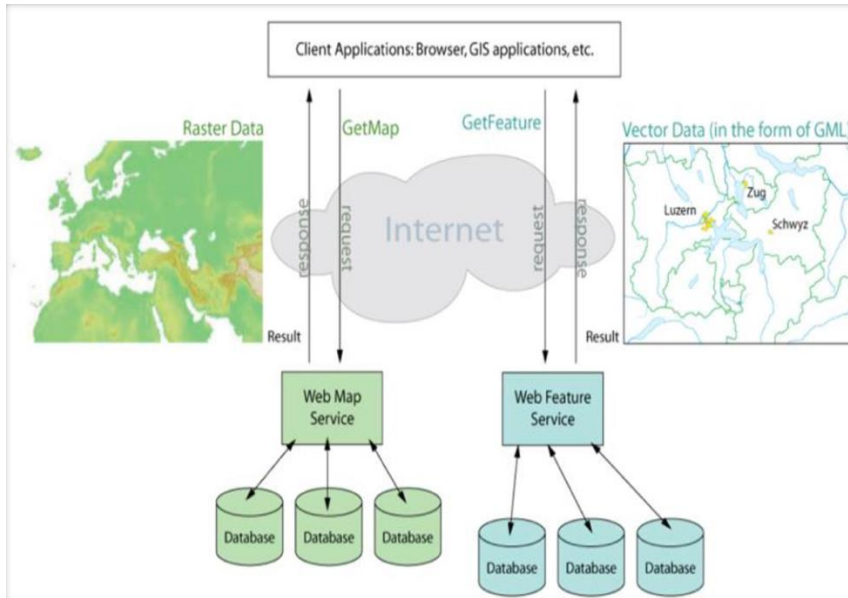 Client Applications: Browser, GIS applications, etc.
Raster Data
GetMap
GetFeature
Vector Data (in the form of GML)
response
request
Internet
request
response
Luzern
Zug
Schwyz
Result
Result
Web Map
Service
Web Feature
Service
Database
Database
Database
Database
Database
Database